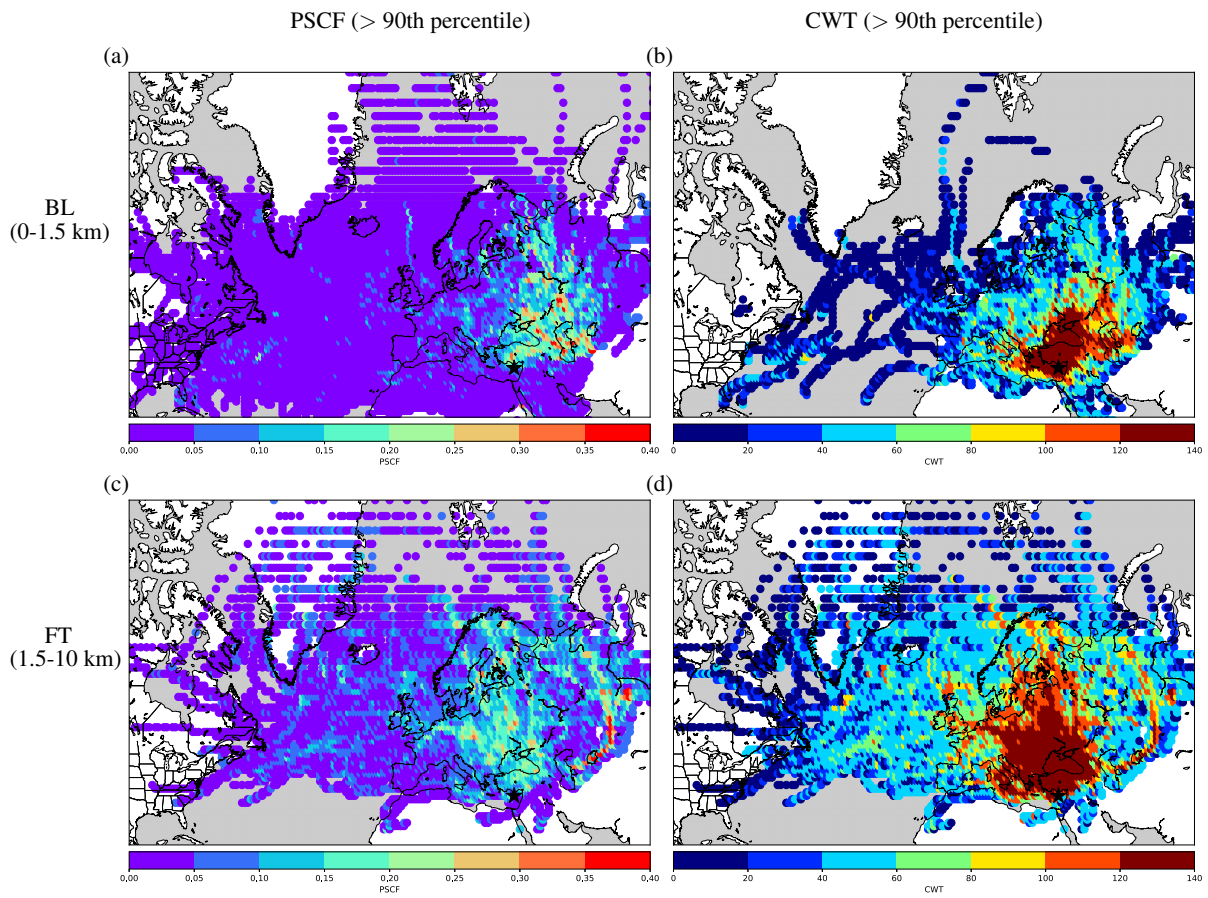 PSCF (> 90th percentile)
CWT (> 90th percentile)
(a)
(b)
BL
(0-1.5 km)
0,00 0,05 0,10 0,15 0,20 0,25 0,30 0,35 0,40
PSCF
0 20 40 60 80 100 120 140
CWT
(c)
(d)
FT
(1.5-10 km)
0,00 0,05 0,10 0,15 0,20 0,25 0,30 0,35 0,40
PSCF
0 20 40 60 80 100 120 140
CWT